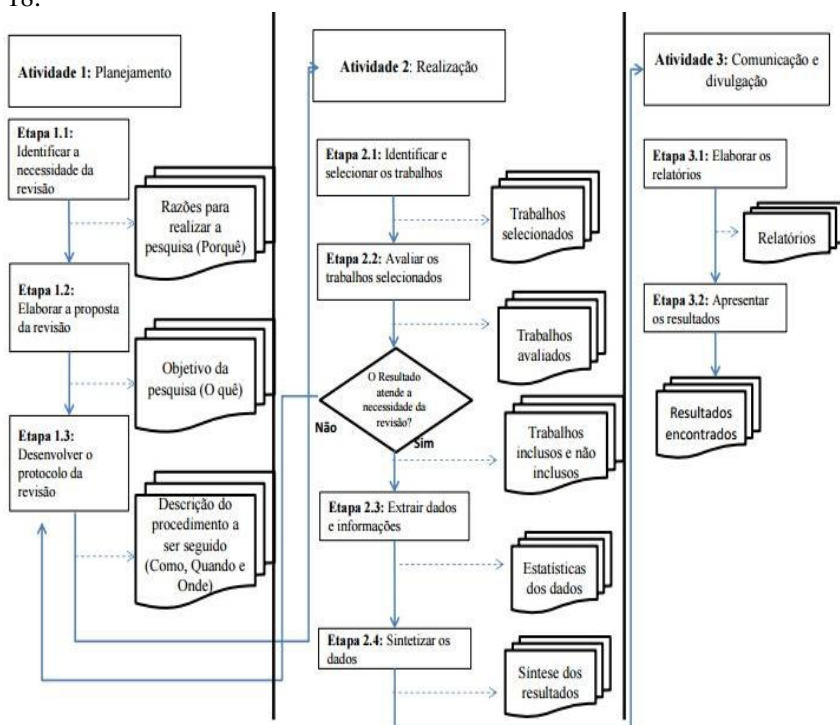 18.
Atividade 1: Planejamento
Etapa 1.1:
Identificar a
necessidade da
revisão
Razões para
realizar a
pesquisa (Porquê)
Etapa 1.2:
Elaborar a proposta
da revisão
Objetivo da
pesquisa (O quê)
Etapa 1.3:
Desenvolver o
protocolo da
revisão
Descrição do
procedimento a
ser seguido
(Como, Quando e
Onde)
Atividade 2: Realização
Etapa 2.1: Identificar e
selecionar os trabalhos
Trabalhos
selecionados
Etapa 2.2: Avaliar os
trabalhos selecionados
Trabalhos
avaliados
O Resultado
atende a
necessidade da
revisão?
Não
Sim
Trabalhos
inclusos e não
inclusos
Etapa 2.3: Extrair dados
e informações
Estatísticas
dos dados
Etapa 2.4: Sintetizar os
dados
Síntese dos
resultados
Atividade 3: Comunicação e
divulgação
Etapa 3.1: Elaborar os
relatórios
Relatórios
Etapa 3.2: Apresentar
os resultados
Resultados
encontrados